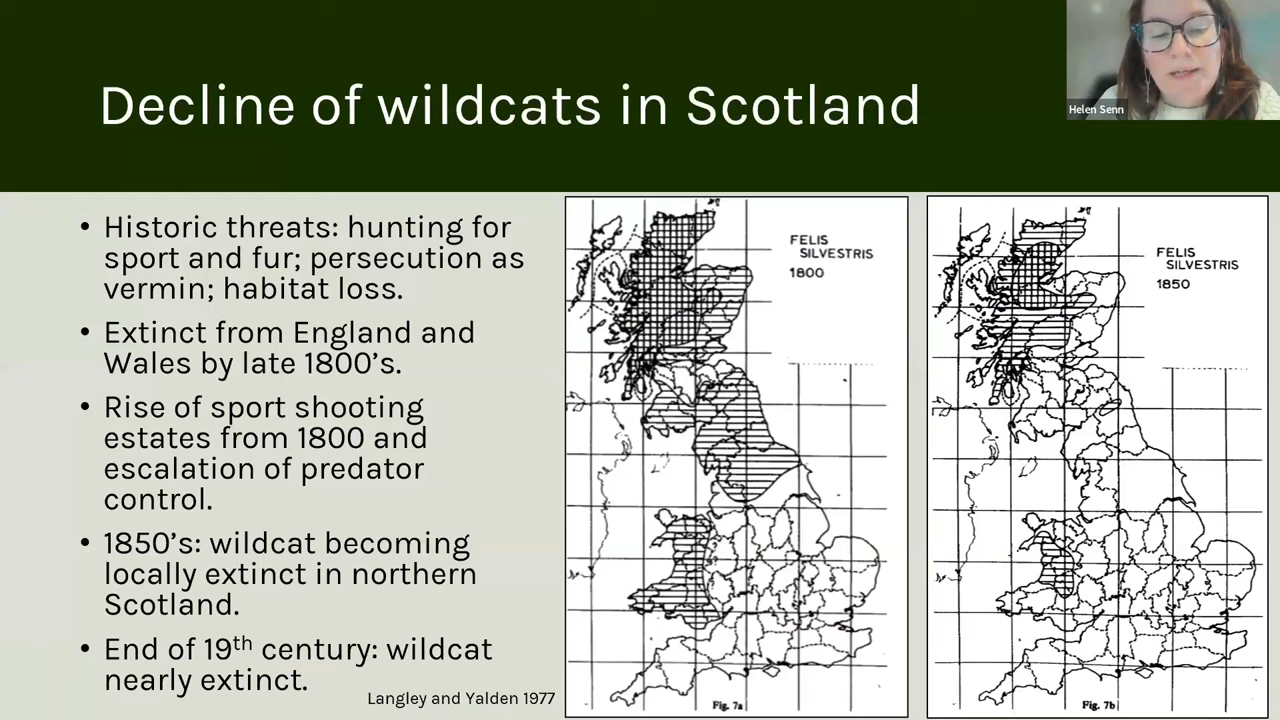 Decline of wildcats in Scotland
Helen Senn
• Historic threats: hunting for
sport and fur; persecution as
vermin; habitat loss.
• Extinct from England and
Wales by late 1800’s.
• Rise of sport shooting
estates from 1800 and
escalation of predator
control.
• 1850’s: wildcat becoming
locally extinct in northern
Scotland.
• End of 19th century: wildcat
nearly extinct.
Langley and Yalden 1977
FELIS
SILVESTRIS
1800
Fig. 7a
FELIS
SILVESTRIS
1850
Fig. 7b